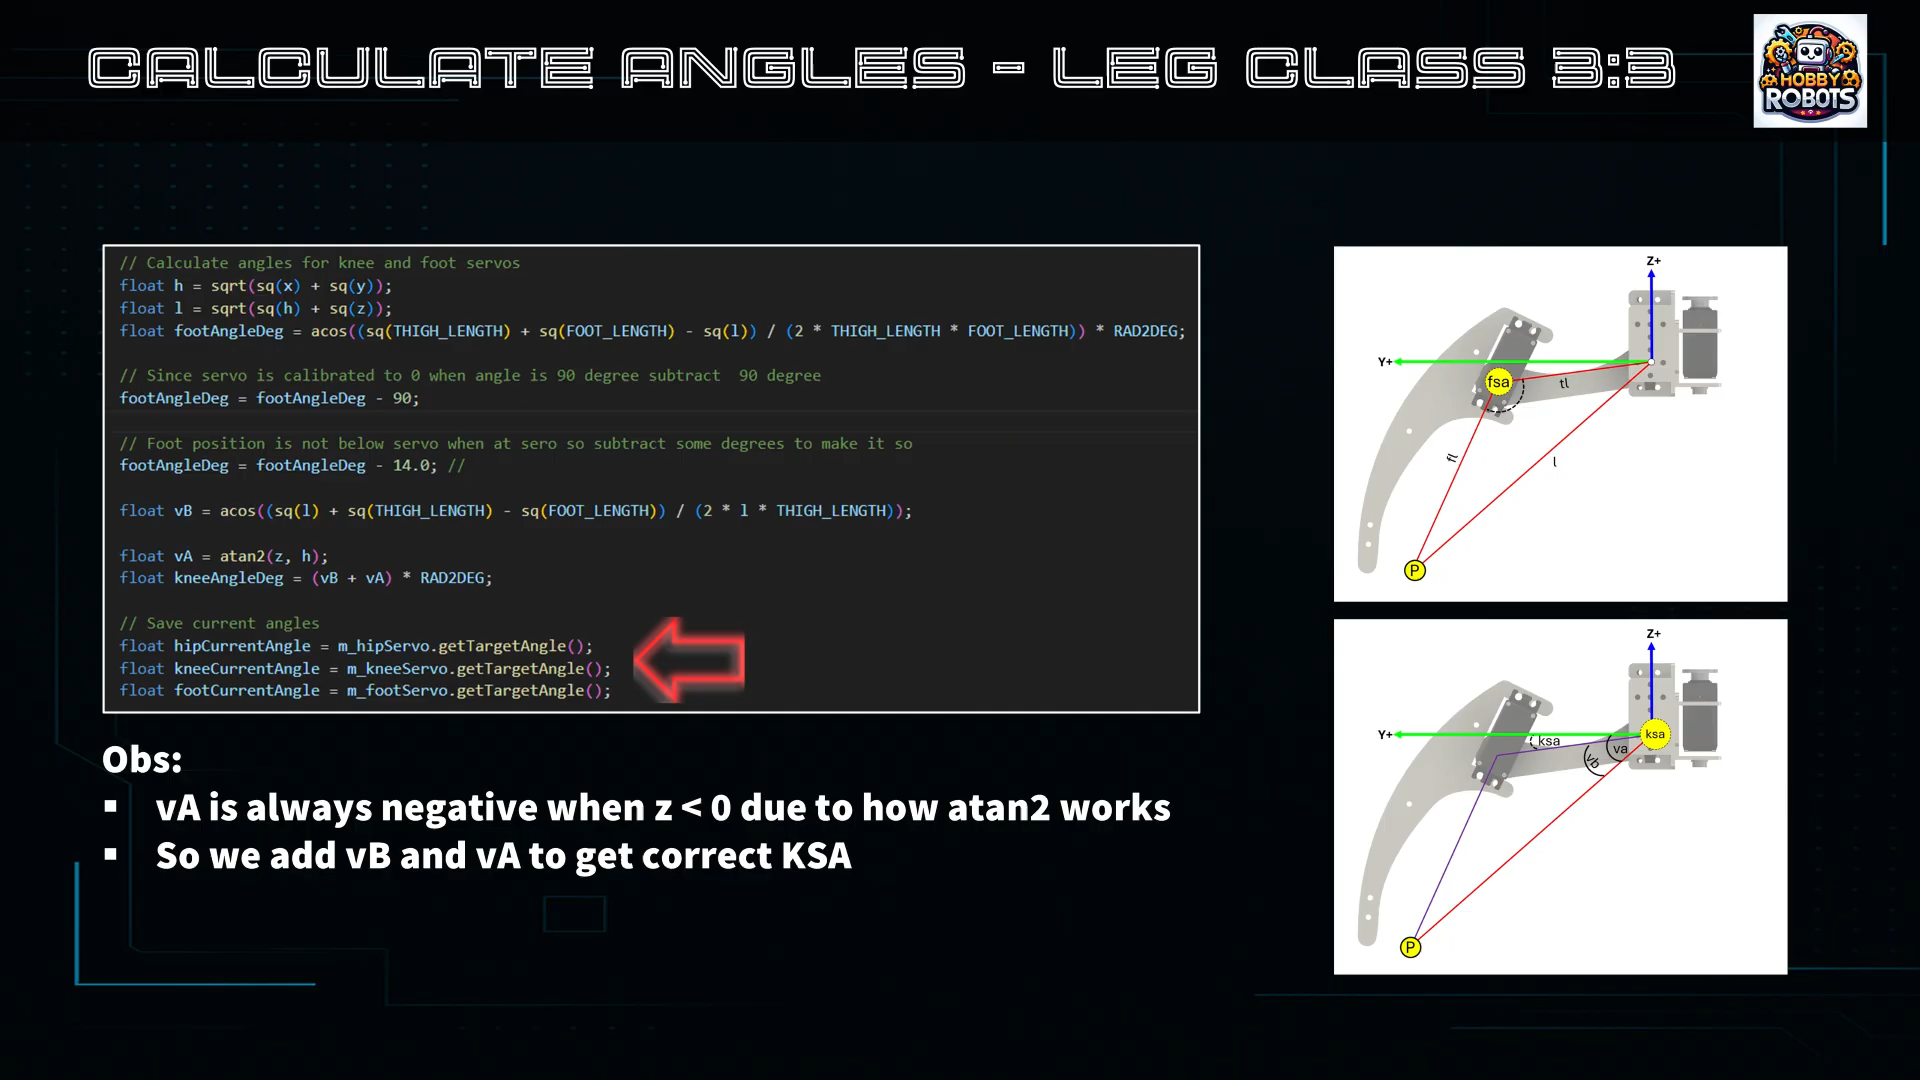 CALCULATE ANGLES - LEG CLASS 3:3
HOBBY
ROBOTS
// Calculate angles for knee and foot servos
float h = sqrt(sq(x) + sq(y));
float l = sqrt(sq(h) + sq(z));
float footAngleDeg = acos((sq(THIGH_LENGTH) + sq(FOOT_LENGTH) - sq(l)) / (2 * THIGH_LENGTH * FOOT_LENGTH)) * RAD2DEG;
// Since servo is calibrated to 0 when angle is 90 degree subtract  90 degree
footAngleDeg = footAngleDeg - 90;
// Foot position is not below servo when at sero so subtract some degrees to make it so
footAngleDeg = footAngleDeg - 14.0; //
float vB = acos((sq(l) + sq(THIGH_LENGTH) - sq(FOOT_LENGTH)) / (2 * l * THIGH_LENGTH));
float vA = atan2(z, h);
float kneeAngleDeg = (vB + vA) * RAD2DEG;
// Save current angles
float hipCurrentAngle = m_hipServo.getTargetAngle();
float kneeCurrentAngle = m_kneeServo.getTargetAngle();
float footCurrentAngle = m_footServo.getTargetAngle();
Obs:
▪ vA is always negative when z < 0 due to how atan2 works
▪ So we add vB and vA to get correct KSA
Z+
Y+
fsa
tl
fl
l
P
Z+
Y+
ksa
ksa
va
vb
P